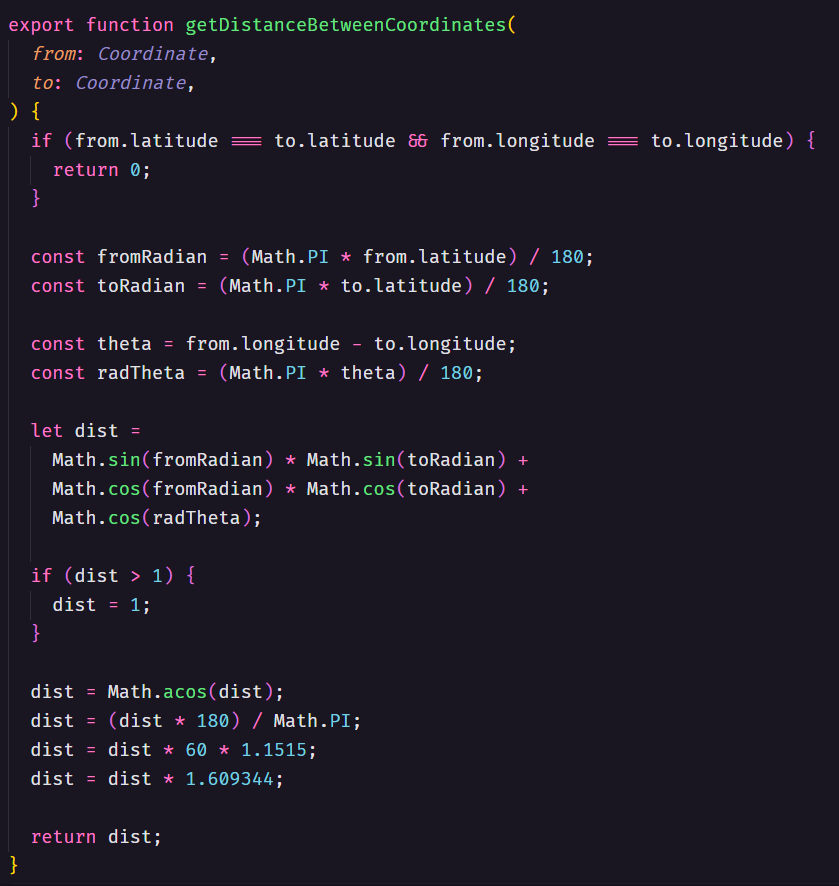 export function getDistanceBetweenCoordinates(
  from: Coordinate,
  to: Coordinate,
) {
  if (from.latitude === to.latitude && from.longitude === to.longitude) {
    return 0;
  }

  const fromRadian = (Math.PI * from.latitude) / 180;
  const toRadian = (Math.PI * to.latitude) / 180;

  const theta = from.longitude - to.longitude;
  const radTheta = (Math.PI * theta) / 180;

  let dist =
    Math.sin(fromRadian) * Math.sin(toRadian) +
    Math.cos(fromRadian) * Math.cos(toRadian) +
    Math.cos(radTheta);

  if (dist > 1) {
    dist = 1;
  }

  dist = Math.acos(dist);
  dist = (dist * 180) / Math.PI;
  dist = dist * 60 * 1.1515;
  dist = dist * 1.609344;

  return dist;
}